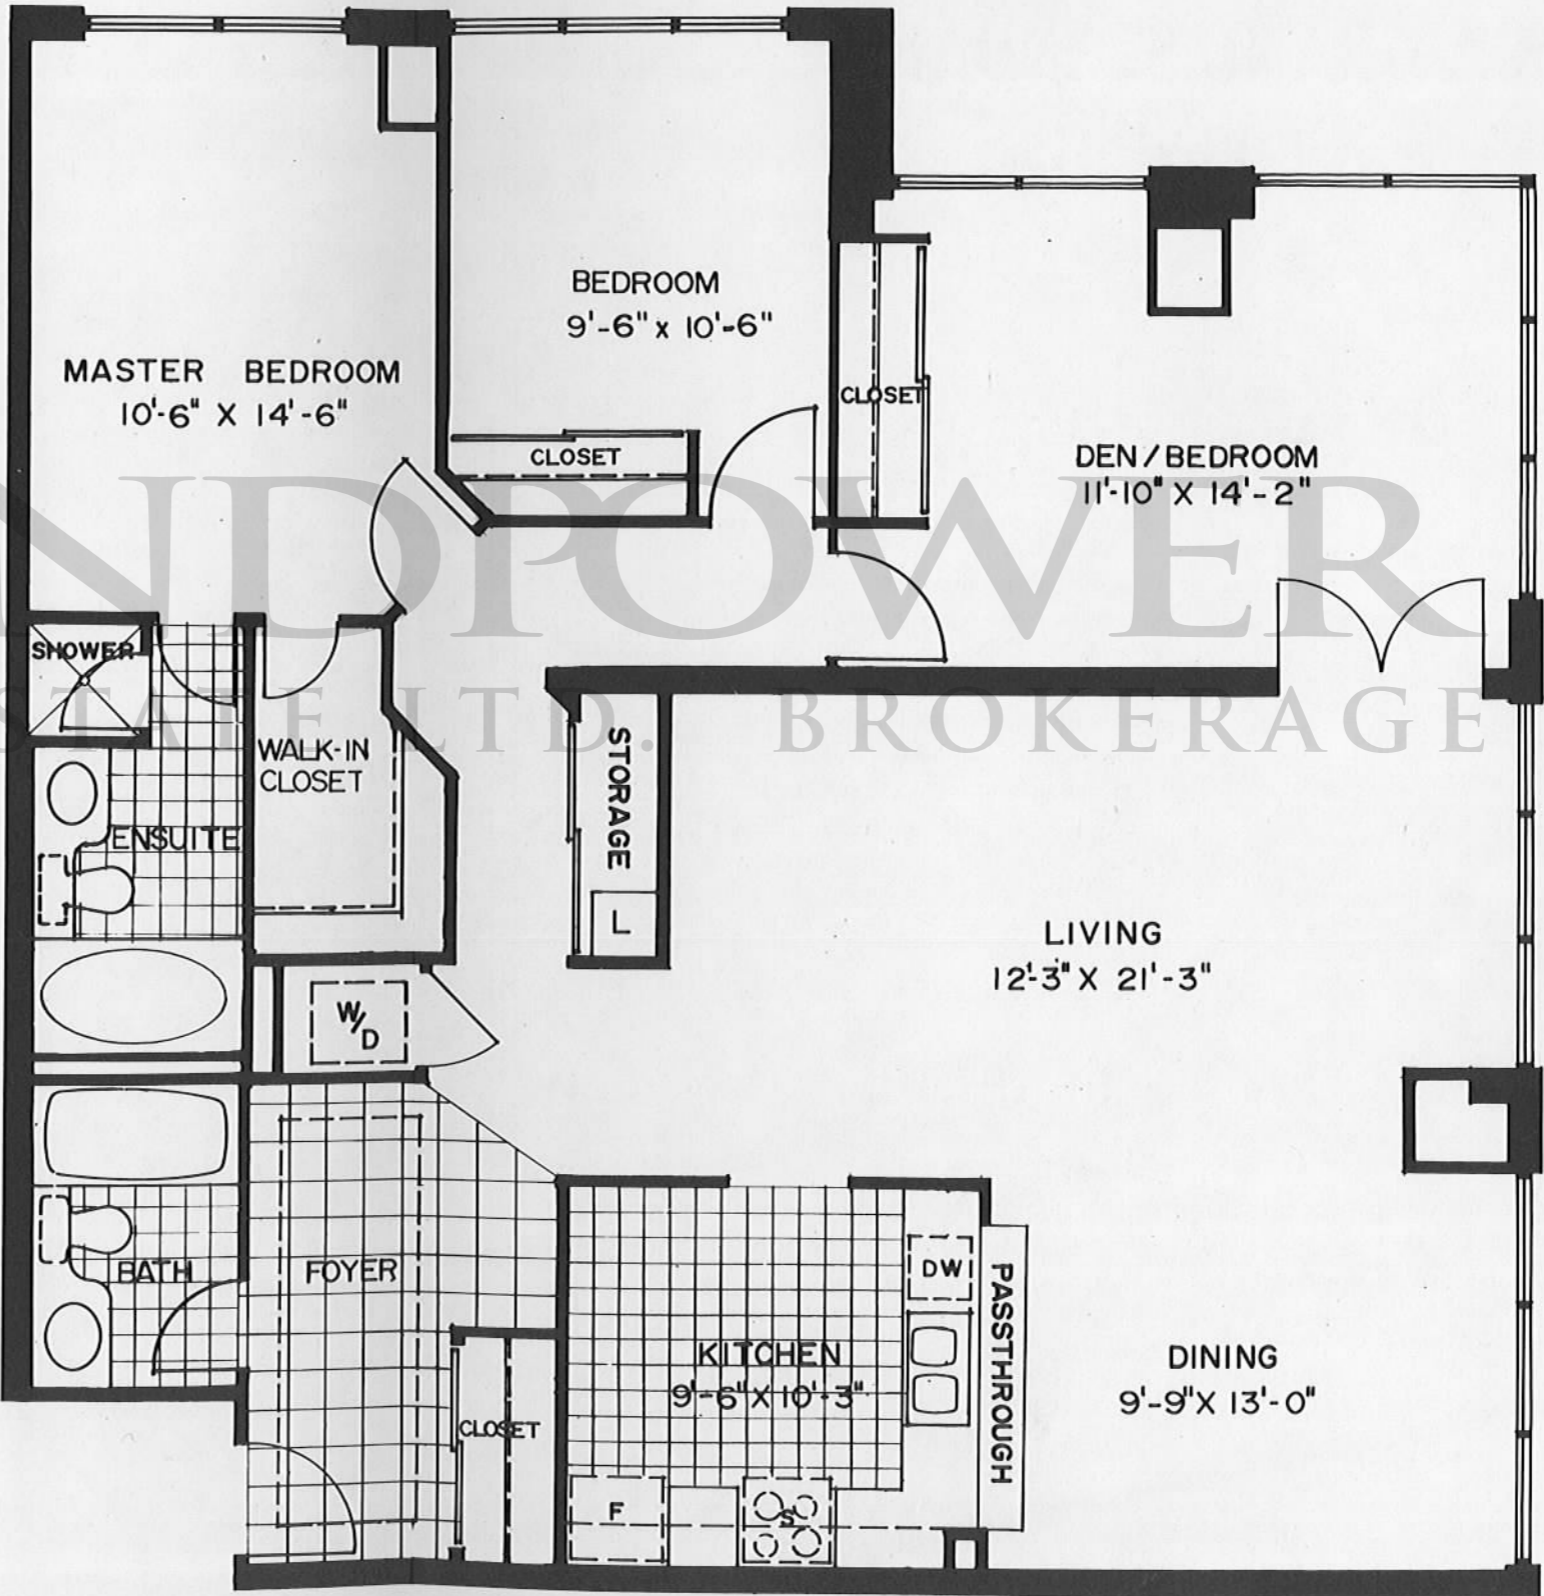 BEDROOM
9'-6" x 10'-6"
MASTER BEDROOM
10'-6" X 14'-6"
CLOSET
CLOSET
DEN/BEDROOM
11'-10" X 14'-2"
NDPOWER
STATE LTD. BROKERAGE
SHOWER
WALK-IN
CLOSET
STORAGE
ENSUITE
L
LIVING
12'-3" X 21'-3"
W/D
BATH
FOYER
DW
PASSTHROUGH
KITCHEN
9'-6" X 10'-3"
DINING
9'-9" X 13'-0"
CLOSET
F
S